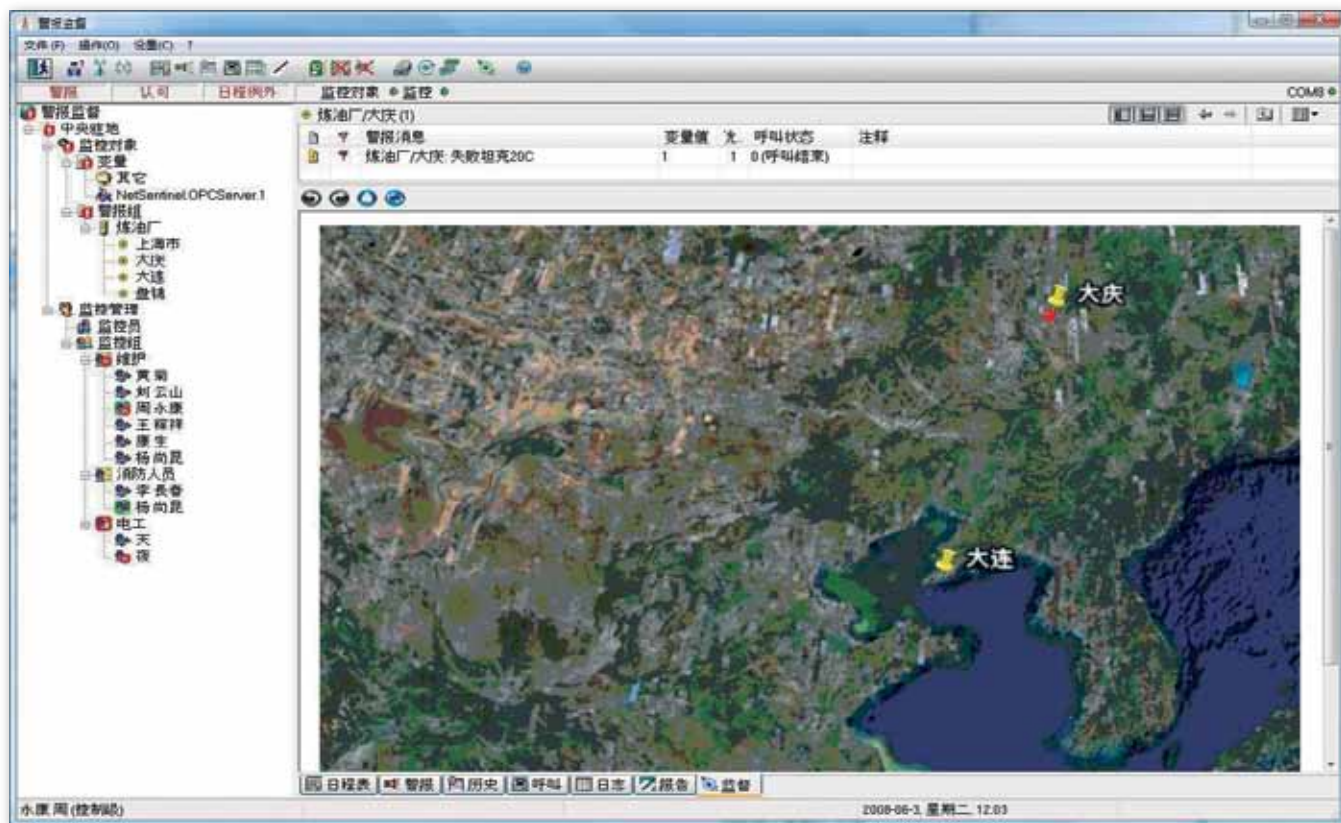 警报监督
文件(F) 操作(O) 设置(C) ?
警报 认可 日程例外 监控对象 监控 COM8
警报监督
中央驻地
监控对象
变量
其它
NetSentinel.OPCServer.1
警报组
炼油厂
上海市
大庆
大连
盘锦
监控管理
监控员
监控组
维护
黄菊
刘云山
周永康
王稼祥
康生
杨尚昆
消防人员
李长春
杨尚昆
电工
天
夜
炼油厂/大庆 (1)
警报消息 变量值 呼叫状态 注释
炼油厂/大庆: 失败坦克20C 1 1 0 (呼叫结束)
大庆
大连
日程表 警报 历史 呼叫 日志 报告 监督
永康 周 (控制級) 2008-06-3, 星期二, 12:03